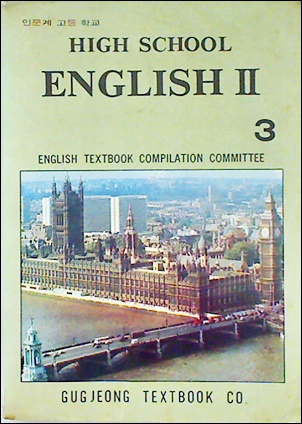 인문계 고등 학교
HIGH SCHOOL
ENGLISH II
3
ENGLISH TEXTBOOK COMPILATION COMMITTEE
GUGJEONG TEXTBOOK CO.